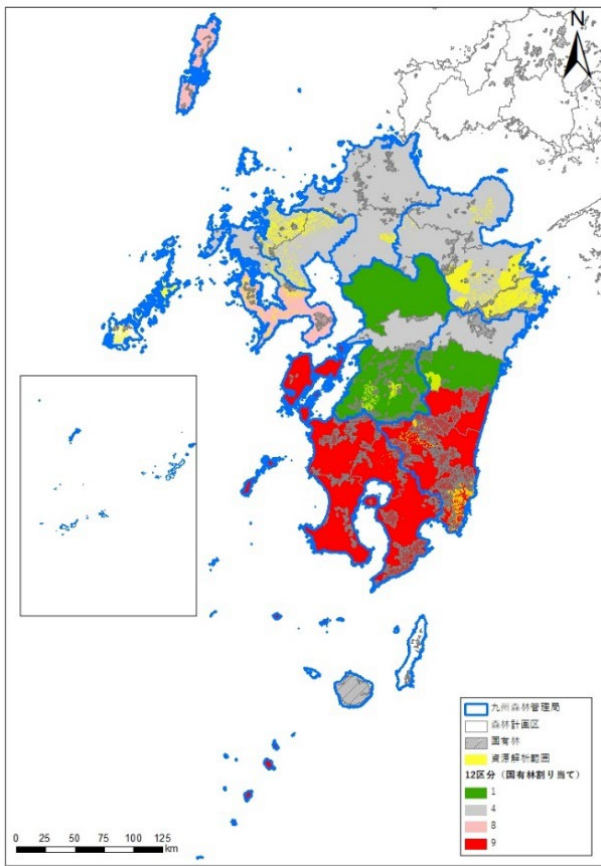 N
九州森林管理局
森林計画区
国有林
資源解析範囲
12区分（国有林割り当て）
1
4
8
9
0 25 50 75 100 125
km